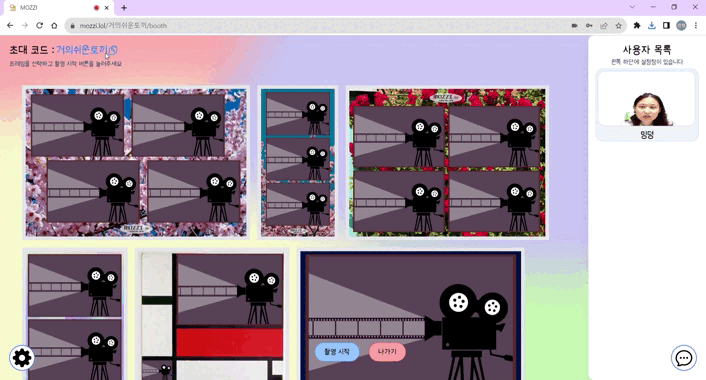 MOZZI
mozzi.lol/거의쉬운토끼/booth
초대 코드 : 거의쉬운토끼
프레임을 선택하고 촬영 시작 버튼을 눌러주세요
사용자 목록
왼쪽 하단에 설정창이 있습니다.
밍덩
MOZZI
MOZZI
MOZZI
촬영 시작
나가기